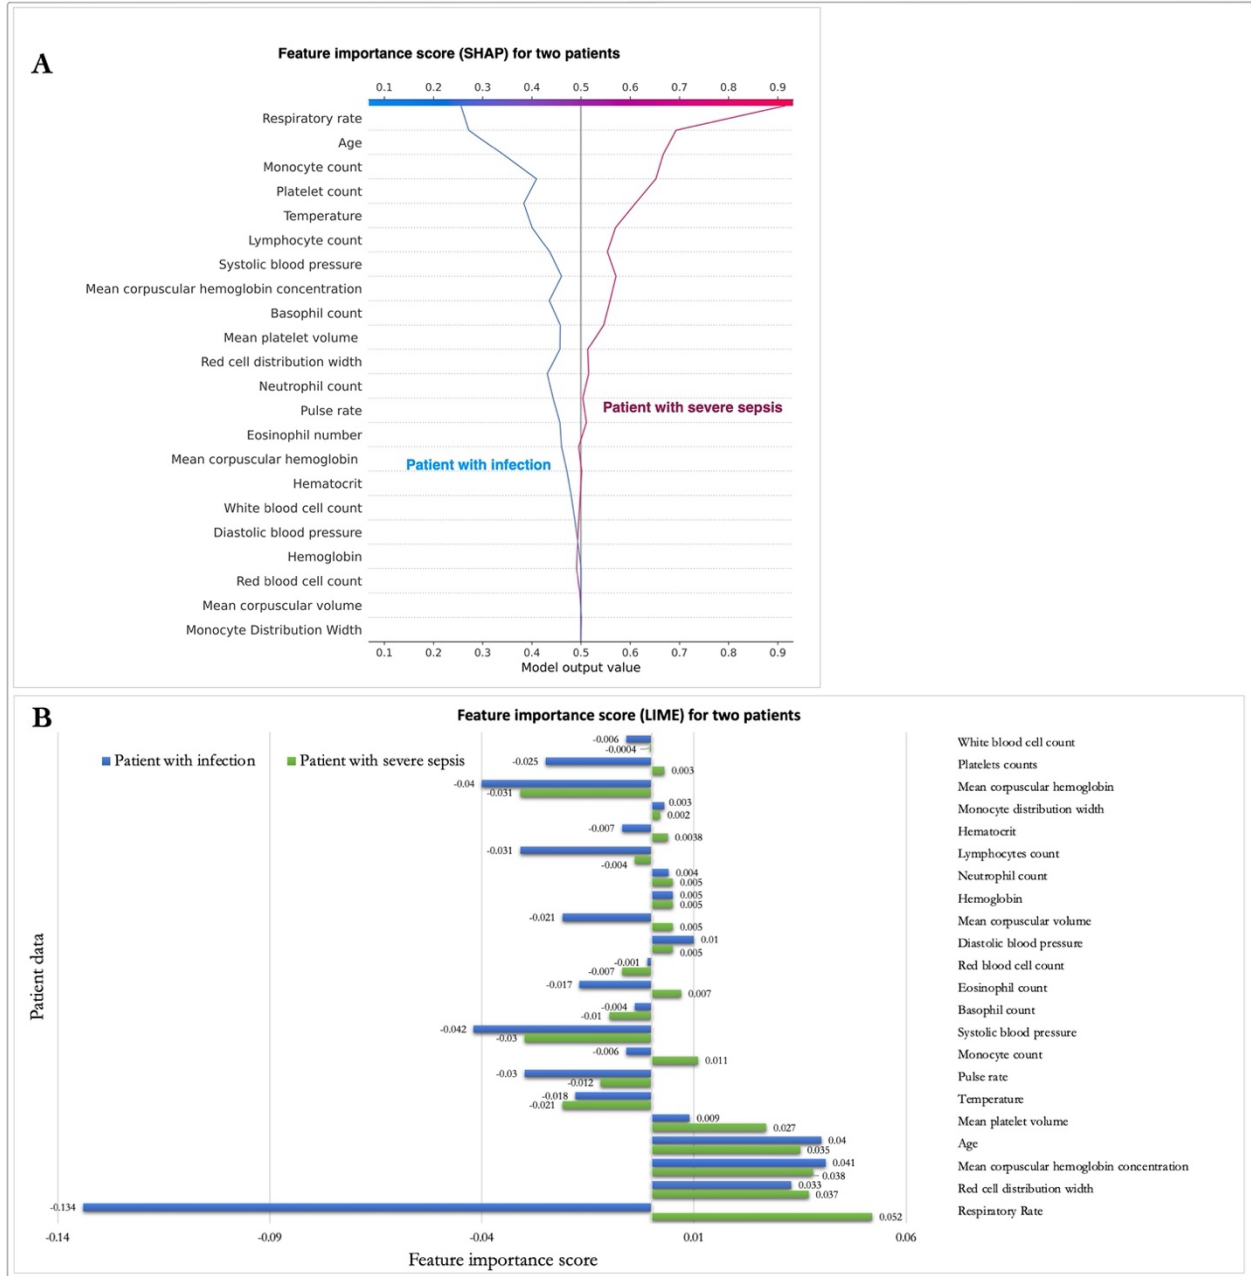 A
Feature importance score (SHAP) for two patients
0.1 0.2 0.3 0.4 0.5 0.6 0.7 0.8 0.9
Respiratory rate
Age
Monocyte count
Platelet count
Temperature
Lymphocyte count
Systolic blood pressure
Mean corpuscular hemoglobin concentration
Basophil count
Mean platelet volume
Red cell distribution width
Neutrophil count
Pulse rate
Patient with severe sepsis
Eosinophil number
Mean corpuscular hemoglobin
Patient with infection
Hematocrit
White blood cell count
Diastolic blood pressure
Hemoglobin
Red blood cell count
Mean corpuscular volume
Monocyte Distribution Width
0.1 0.2 0.3 0.4 0.5 0.6 0.7 0.8 0.9
Model output value
B
Feature importance score (LIME) for two patients
Patient with infection Patient with severe sepsis
Patient data
-0.006 White blood cell count
-0.0004
-0.025 Platelets counts
0.003
-0.04 Mean corpuscular hemoglobin
-0.031
0.003 Monocyte distribution width
0.002
-0.007 Hematocrit
0.0038
-0.031 Lymphocytes count
-0.004
0.004 Neutrophil count
0.005
0.005 Hemoglobin
0.005
-0.021 Mean corpuscular volume
0.005
0.01 Diastolic blood pressure
0.005
-0.001 Red blood cell count
-0.007
-0.017 Eosinophil count
0.007
-0.004 Basophil count
-0.01
-0.042 Systolic blood pressure
-0.03
-0.006 Monocyte count
0.011
-0.03 Pulse rate
-0.012
-0.018 Temperature
-0.021
0.009 Mean platelet volume
0.027
0.04 Age
0.035
0.041 Mean corpuscular hemoglobin concentration
0.038
0.033 Red cell distribution width
0.037
-0.134 Respiratory Rate
0.052
-0.14 -0.09 -0.04 0.01 0.06
Feature importance score